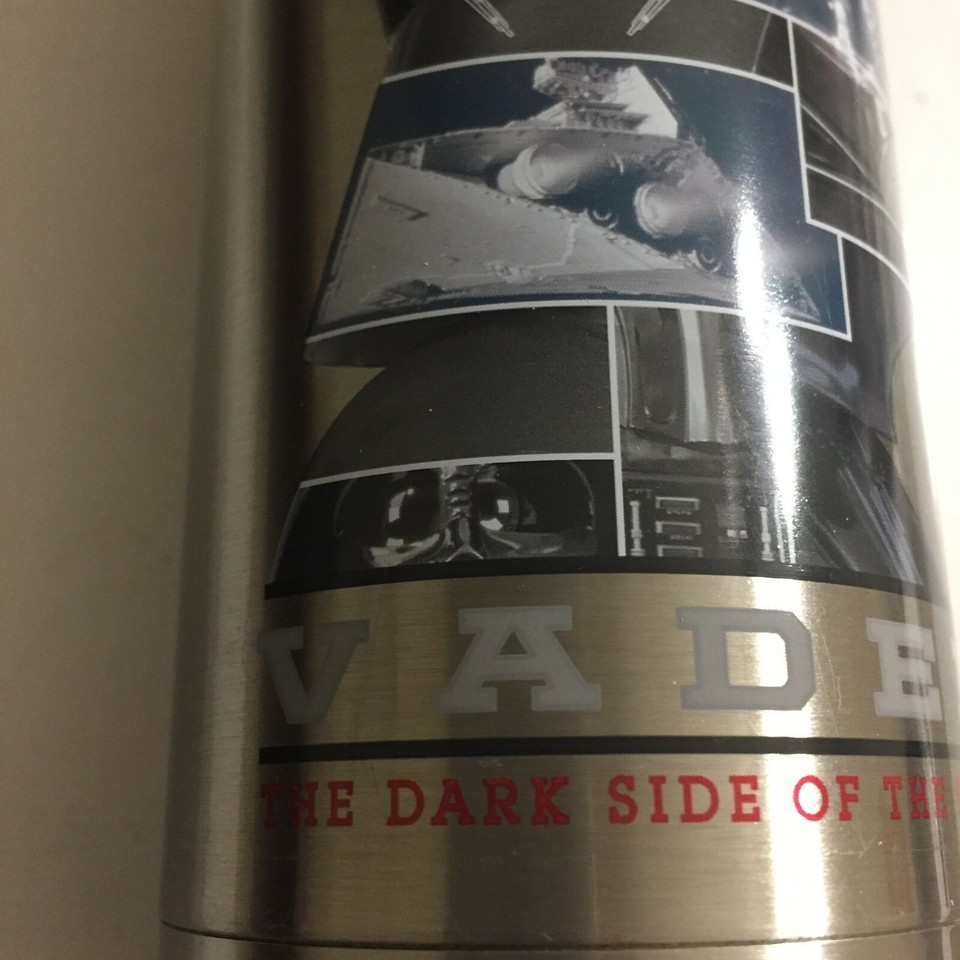 VADE
THE DARK SIDE OF THE